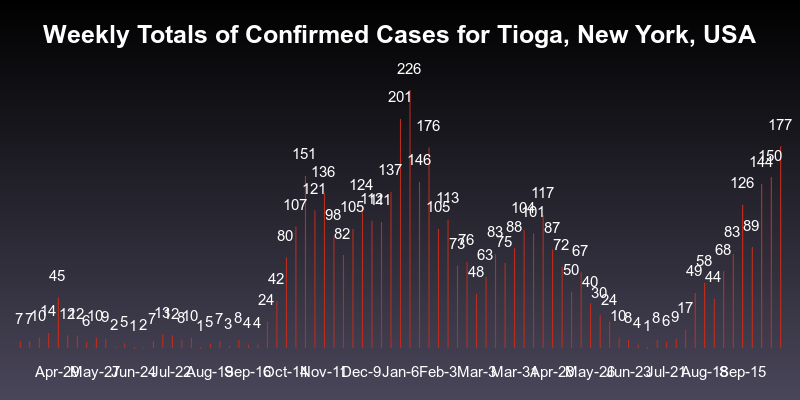 Weekly Totals of Confirmed Cases for Tioga, New York, USA
7 7 10 14 45 12 12 6 10 9 2 5 1 2 7 13 12 8 10 1 5 7 3 8 4 4 24 42 80 107 151 121 136 98 82 105 124 112 111 137 201 226 146 176 105 113 73 76 48 63 83 75 88 104 101 117 87 72 50 67 40 30 24 10 8 4 1 8 6 9 17 49 58 44 68 83 126 89 144 150 177
Apr-29 May-27 Jun-24 Jul-22 Aug-19 Sep-16 Oct-14 Nov-11 Dec-9 Jan-6 Feb-3 Mar-3 Mar-31 Apr-28 May-26 Jun-23 Jul-21 Aug-18 Sep-15